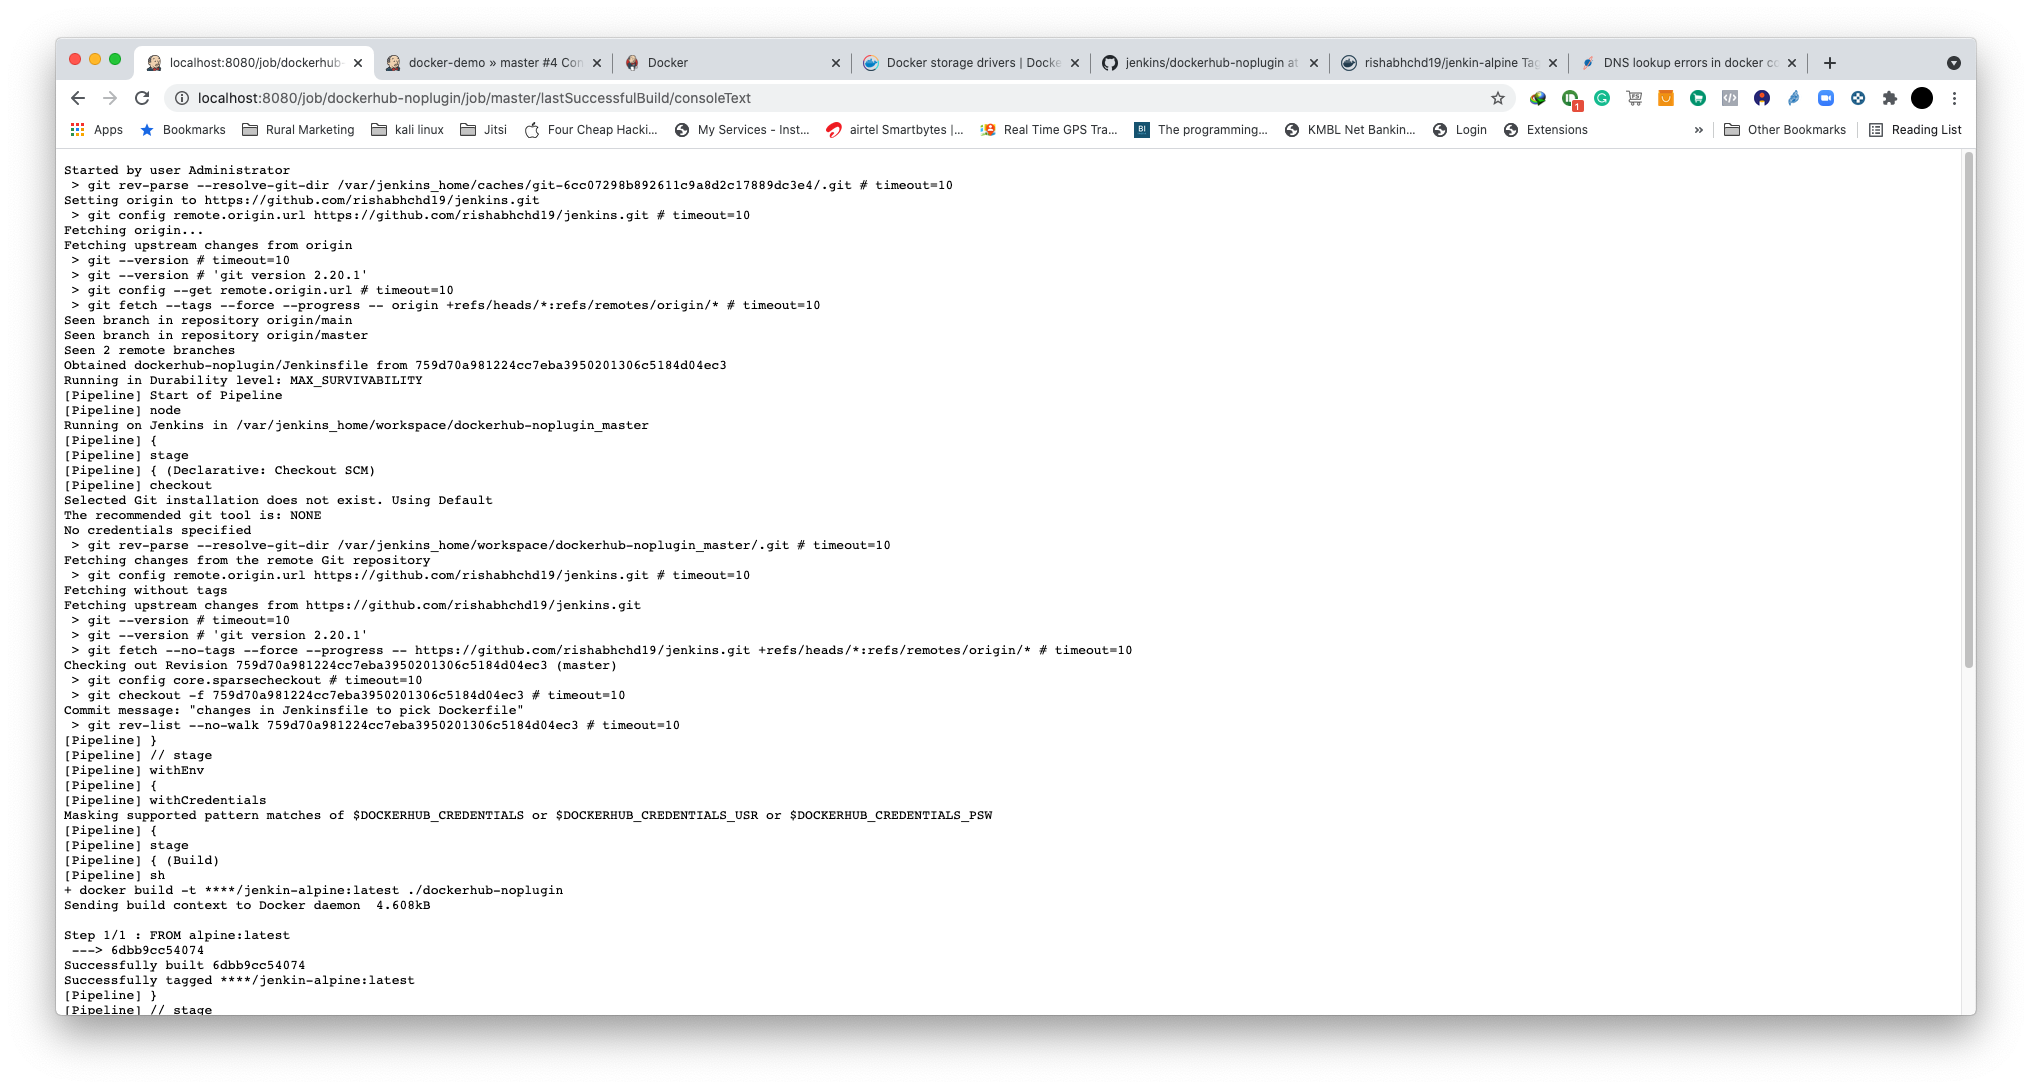 localhost:8080/job/dockerhub-
docker-demo » master #4 Con
Docker
Docker storage drivers | Docke
jenkins/dockerhub-noplugin at
rishabhchd19/jenkin-alpine Tag
DNS lookup errors in docker co
localhost:8080/job/dockerhub-noplugin/job/master/lastSuccessfulBuild/consoleText
1
Apps
Bookmarks
Rural Marketing
kali linux
Jitsi
Four Cheap Hacki...
My Services - Inst...
airtel Smartbytes |...
Real Time GPS Tra...
BI
The programming...
KMBL Net Bankin...
Login
Extensions
»
Other Bookmarks
Reading List
Started by user Administrator
> git rev-parse --resolve-git-dir /var/jenkins_home/caches/git-6cc07298b892611c9a8d2c17889dc3e4/.git # timeout=10
Setting origin to https://github.com/rishabhchd19/jenkins.git
> git config remote.origin.url https://github.com/rishabhchd19/jenkins.git # timeout=10
Fetching origin...
Fetching upstream changes from origin
> git --version # timeout=10
> git --version # 'git version 2.20.1'
> git config --get remote.origin.url # timeout=10
> git fetch --tags --force --progress -- origin +refs/heads/*:refs/remotes/origin/* # timeout=10
Seen branch in repository origin/main
Seen branch in repository origin/master
Seen 2 remote branches
Obtained dockerhub-noplugin/Jenkinsfile from 759d70a981224cc7eba3950201306c5184d04ec3
Running in Durability level: MAX_SURVIVABILITY
[Pipeline] Start of Pipeline
[Pipeline] node
Running on Jenkins in /var/jenkins_home/workspace/dockerhub-noplugin_master
[Pipeline] {
[Pipeline] stage
[Pipeline] { (Declarative: Checkout SCM)
[Pipeline] checkout
Selected Git installation does not exist. Using Default
The recommended git tool is: NONE
No credentials specified
> git rev-parse --resolve-git-dir /var/jenkins_home/workspace/dockerhub-noplugin_master/.git # timeout=10
Fetching changes from the remote Git repository
> git config remote.origin.url https://github.com/rishabhchd19/jenkins.git # timeout=10
Fetching without tags
Fetching upstream changes from https://github.com/rishabhchd19/jenkins.git
> git --version # timeout=10
> git --version # 'git version 2.20.1'
> git fetch --no-tags --force --progress -- https://github.com/rishabhchd19/jenkins.git +refs/heads/*:refs/remotes/origin/* # timeout=10
Checking out Revision 759d70a981224cc7eba3950201306c5184d04ec3 (master)
> git config core.sparsecheckout # timeout=10
> git checkout -f 759d70a981224cc7eba3950201306c5184d04ec3 # timeout=10
Commit message: "changes in Jenkinsfile to pick Dockerfile"
> git rev-list --no-walk 759d70a981224cc7eba3950201306c5184d04ec3 # timeout=10
[Pipeline] }
[Pipeline] // stage
[Pipeline] withEnv
[Pipeline] {
[Pipeline] withCredentials
Masking supported pattern matches of $DOCKERHUB_CREDENTIALS or $DOCKERHUB_CREDENTIALS_USR or $DOCKERHUB_CREDENTIALS_PSW
[Pipeline] {
[Pipeline] stage
[Pipeline] { (Build)
[Pipeline] sh
+ docker build -t ****/jenkin-alpine:latest ./dockerhub-noplugin
Sending build context to Docker daemon  4.608kB
Step 1/1 : FROM alpine:latest
---> 6dbb9cc54074
Successfully built 6dbb9cc54074
Successfully tagged ****/jenkin-alpine:latest
[Pipeline] }
[Pipeline] // stage